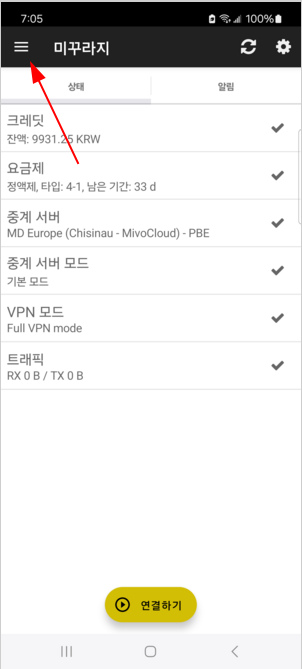 7:05 100%
미꾸라지
상태 알림
크레딧
잔액: 9931.25 KRW
요금제
정액제, 타입: 4-1, 남은 기간: 33 d
중계 서버
MD Europe (Chisinau - MivoCloud) - PBE
중계 서버 모드
기본 모드
VPN 모드
Full VPN mode
트래픽
RX 0 B / TX 0 B
연결하기